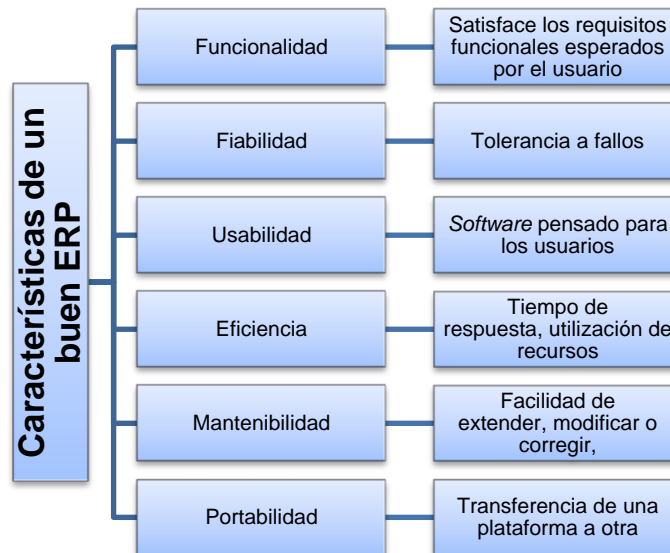 Características de un
buen ERP
Funcionalidad
Satisface los requisitos
funcionales esperados
por el usuario
Fiabilidad
Tolerancia a fallos
Usabilidad
Software pensado para
los usuarios
Eficiencia
Tiempo de
respuesta, utilización de
recursos
Mantenibilidad
Facilidad de
extender, modificar o
corregir,
Portabilidad
Transferencia de una
plataforma a otra